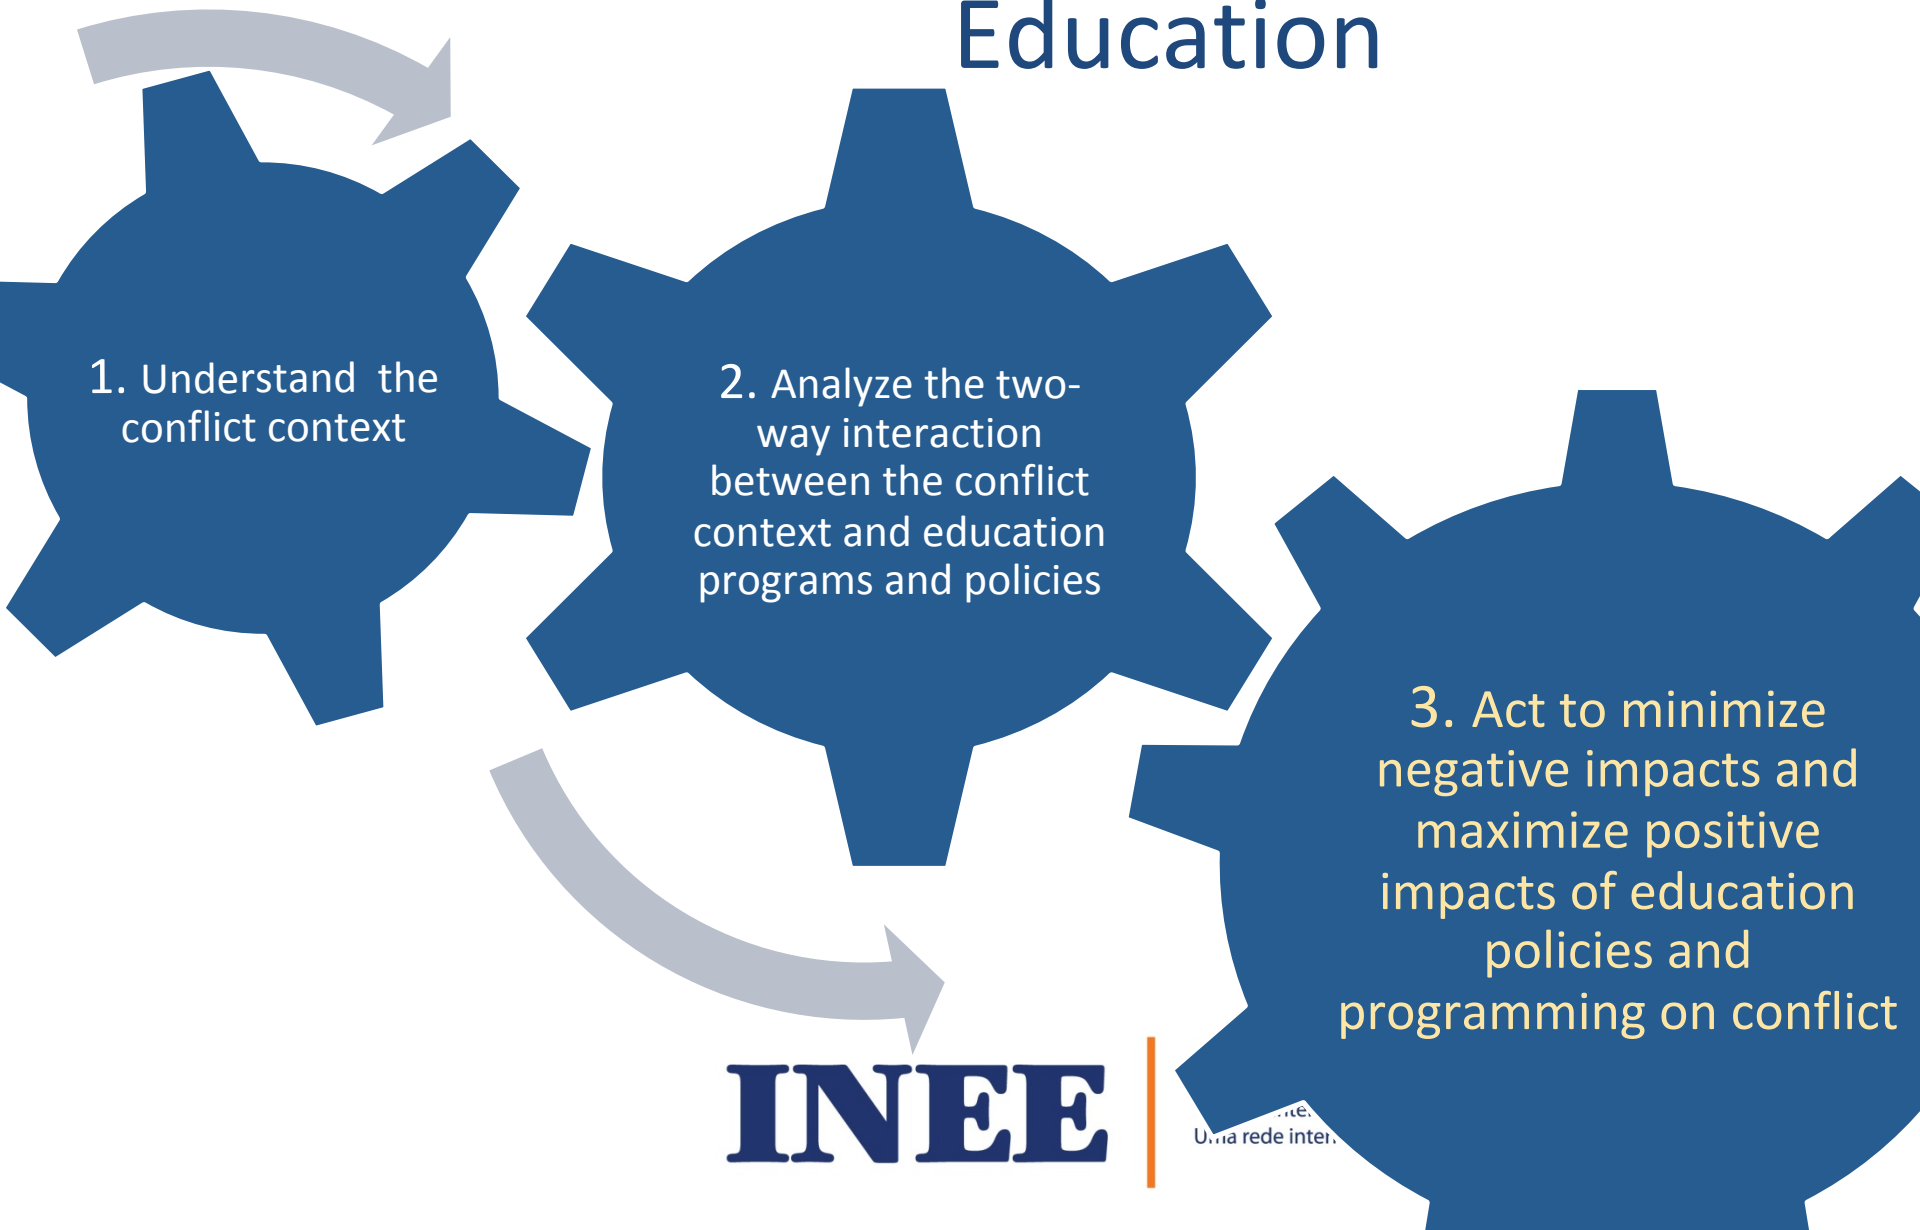 Education
1. Understand the
conflict context
2. Analyze the two-
way interaction
between the conflict
context and education
programs and policies
3. Act to minimize
negative impacts and
maximize positive
impacts of education
policies and
programming on conflict
INEE
Uma rede